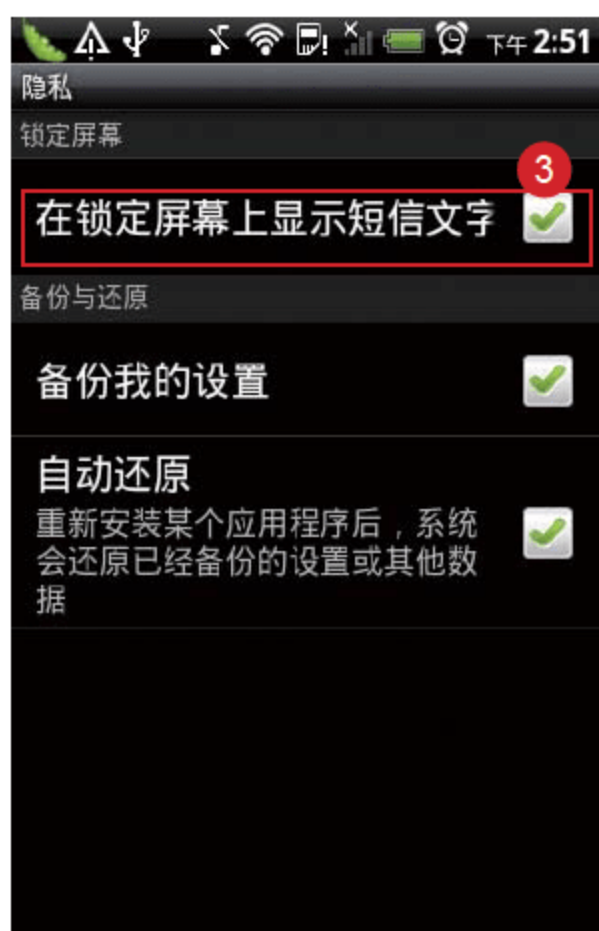 下午 2:51
隐私
锁定屏幕
3
在锁定屏幕上显示短信文字
备份与还原
备份我的设置
自动还原
重新安装某个应用程序后，系统
会还原已经备份的设置或其他数
据